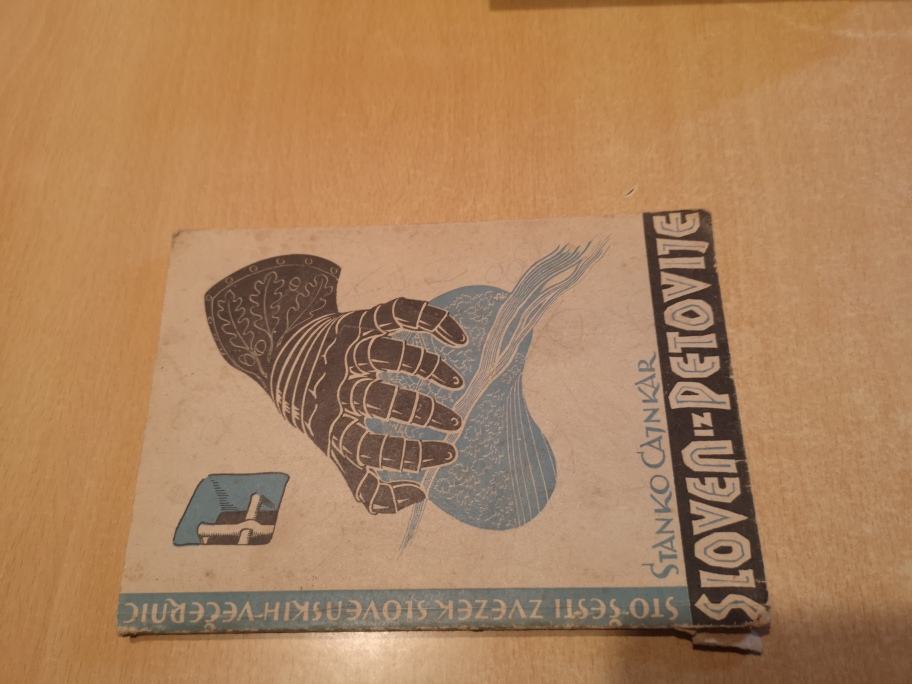 STANKO CAJNKAR
SLOVEN IZ PETOVIJE
STO ŠESTI ZVEZEK SLOVENSKIH VEČERNIC